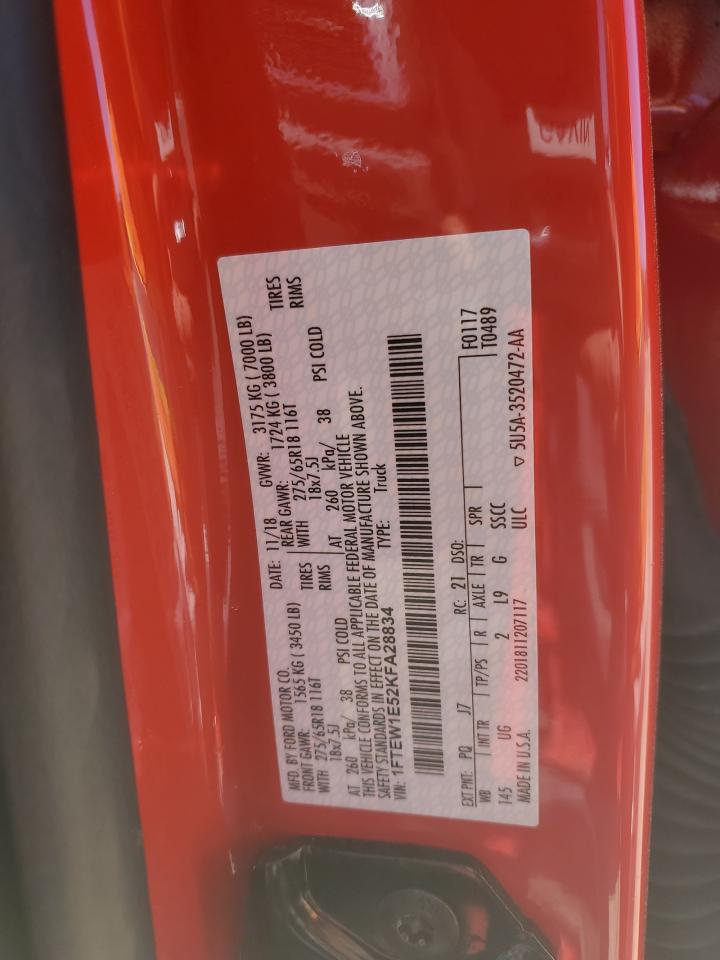 MFD. BY FORD MOTOR CO.
DATE: 11/18 GVWR: 3175 KG ( 7000 LB)
FRONT GAWR: 1565 KG ( 3450 LB) REAR GAWR: 1724 KG ( 3800 LB)
WITH 275/65R18 116T TIRES WITH 275/65R18 116T TIRES
18x7.5J RIMS 18x7.5J RIMS
AT 260 kPa/ 38 PSI COLD AT 260 kPa/ 38 PSI COLD
THIS VEHICLE CONFORMS TO ALL APPLICABLE FEDERAL MOTOR VEHICLE
SAFETY STANDARDS IN EFFECT ON THE DATE OF MANUFACTURE SHOWN ABOVE.
VIN: 1FTEW1E52KFA28834 TYPE: Truck
F0117
T0489
EXT PNT: PQ J7 RC: 21 DSO:
WB INT TR TP/PS R AXLE TR SPR
145 UG 2 L9 G SSCC
MADE IN U.S.A. 2201811207117 ULC
▽ 5U5A-3520472-AA